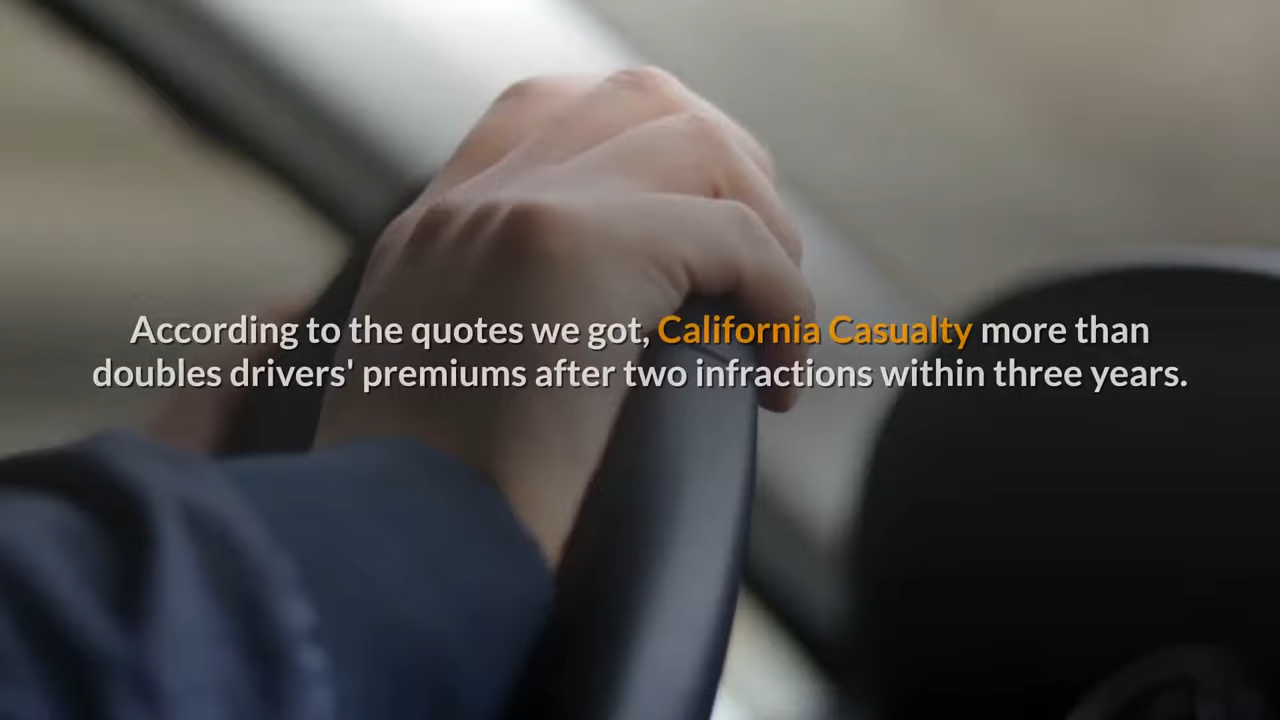 According to the quotes we got, California Casualty more than
doubles drivers' premiums after two infractions within three years.